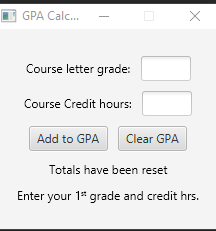 GPA Calc...
Course letter grade:
Course Credit hours:
Add to GPA Clear GPA
Totals have been reset
Enter your 1ˢᵗ grade and credit hrs.